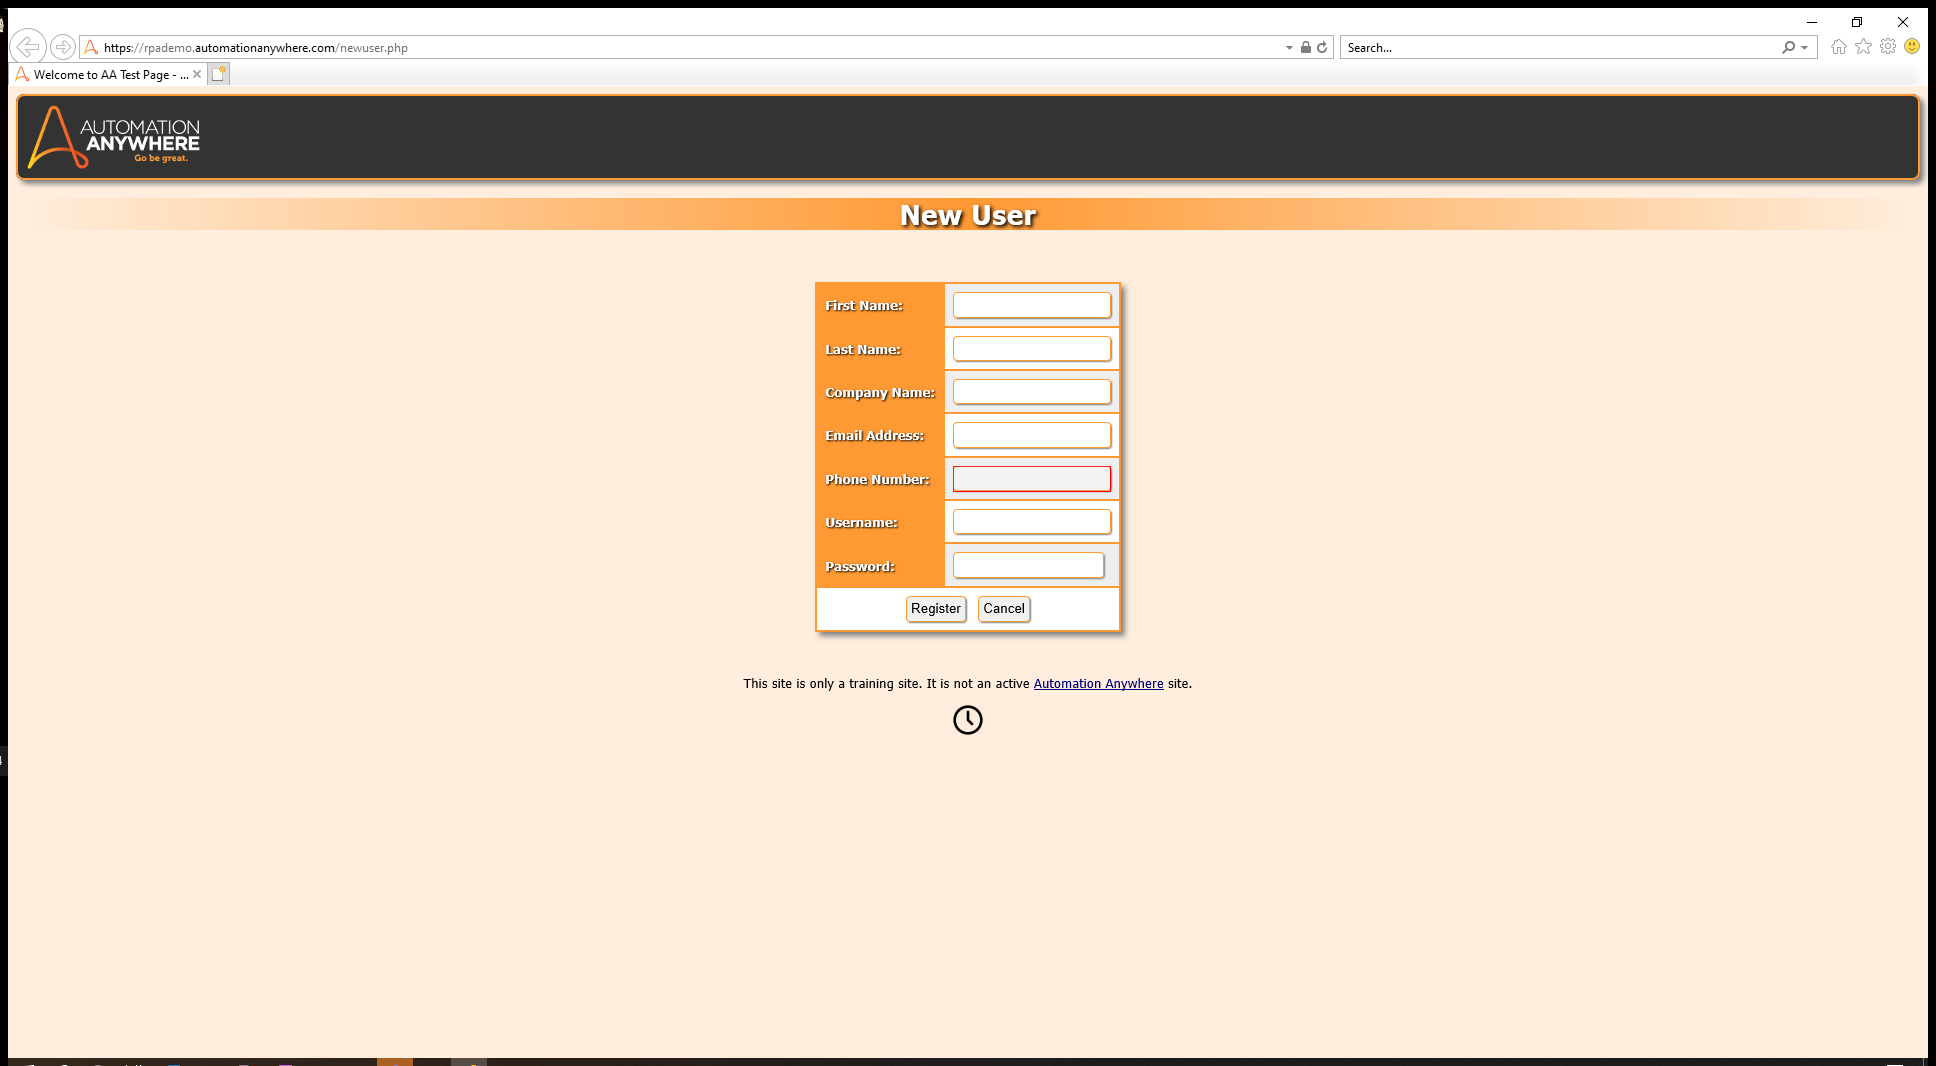 https://rpademo.automationanywhere.com/newuser.php
Search...
Welcome to AA Test Page - ...
AUTOMATION
ANYWHERE
Go be great.
New User
First Name:
Last Name:
Company Name:
Email Address:
Phone Number:
Username:
Password:
Register Cancel
This site is only a training site. It is not an active Automation Anywhere site.